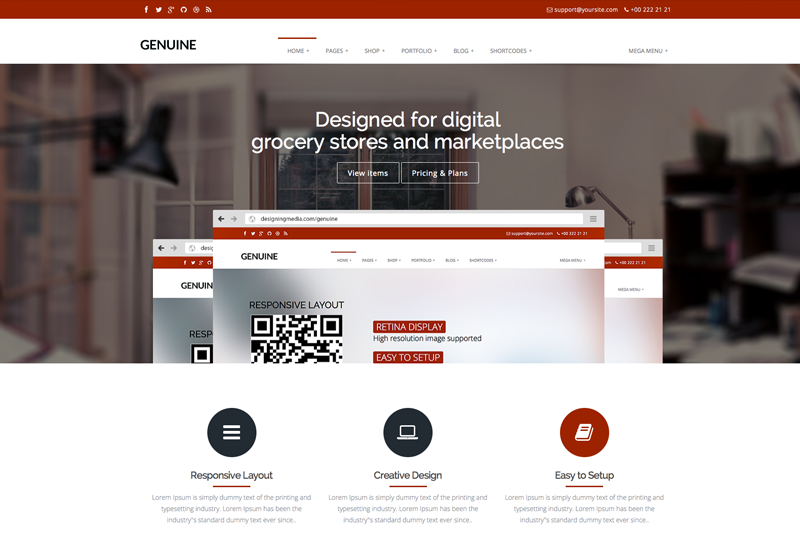 support@yoursite.com +00 222 21 21
GENUINE
HOME + PAGES + SHOP + PORTFOLIO + BLOG + SHORTCODES + MEGA MENU +
Designed for digital
grocery stores and marketplaces
View items Pricing & Plans
designingmedia.com/genuine
support@yoursite.com +00 222 21 21
+00 222 21 21
GENUINE
HOME + PAGES + SHOP + PORTFOLIO + BLOG + SHORTCODES + MEGA MENU +
GENUIN
MEGA MENU +
RESPONSIVE LAYOUT
RETINA DISPLAY
High resolution image supported
EASY TO SETUP
Responsive Layout
Creative Design
Easy to Setup
Lorem Ipsum is simply dummy text of the printing and
typesetting industry. Lorem Ipsum has been the
industry"s standard dummy text ever since..
Lorem Ipsum is simply dummy text of the printing and
typesetting industry. Lorem Ipsum has been the
industry"s standard dummy text ever since..
Lorem Ipsum is simply dummy text of the printing and
typesetting industry. Lorem Ipsum has been the
industry"s standard dummy text ever since..